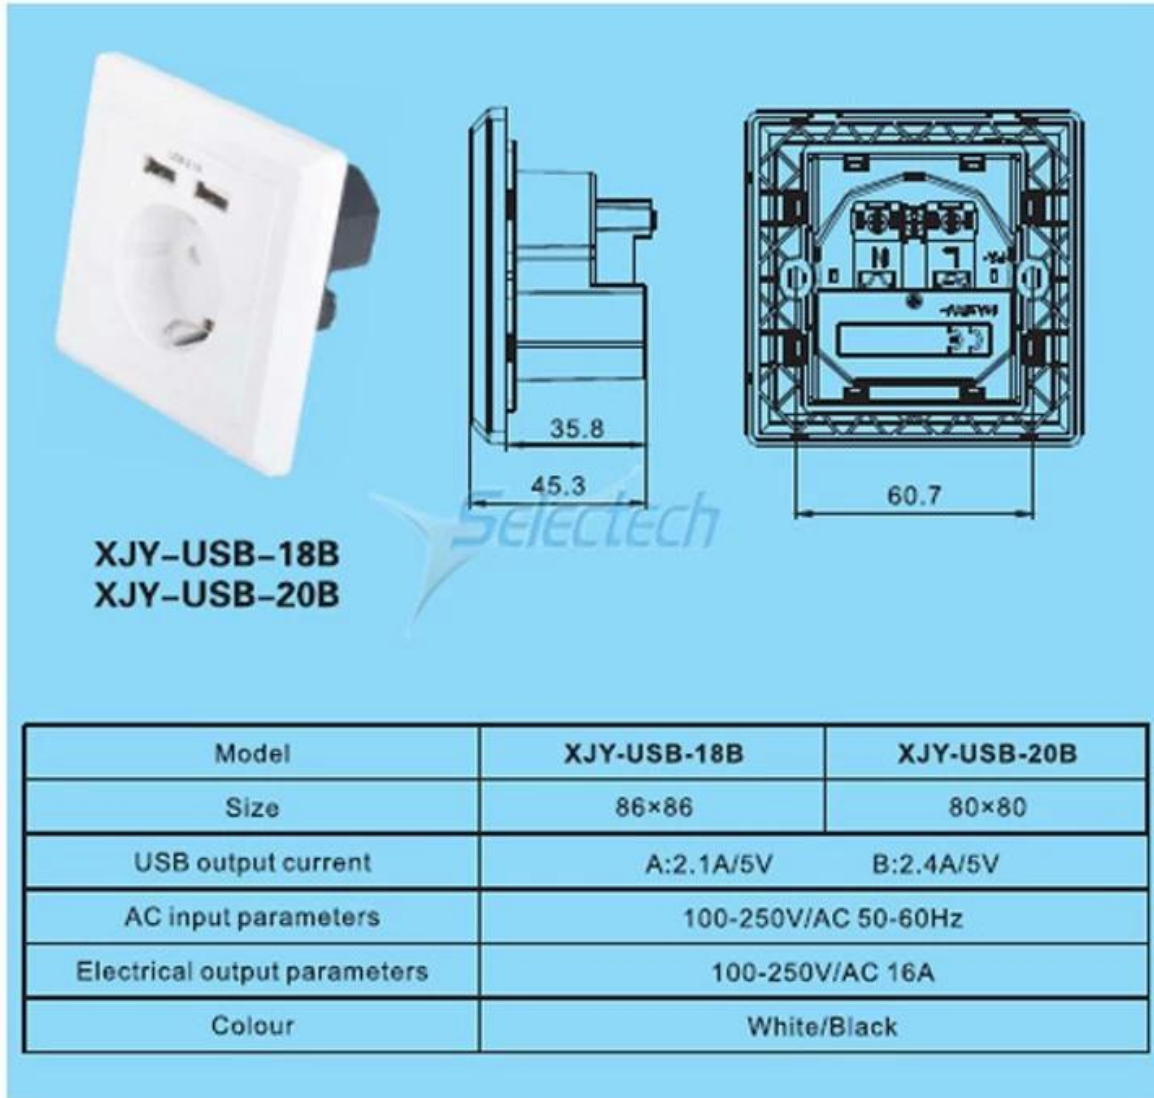 35.8
45.3
60.7
Selectech
XJY-USB-18B
XJY-USB-20B
N L
Model XJY-USB-18B XJY-USB-20B
Size 86×86 80×80
USB output current A:2.1A/5V B:2.4A/5V
AC input parameters 100-250V/AC 50-60Hz
Electrical output parameters 100-250V/AC 16A
Colour White/Black